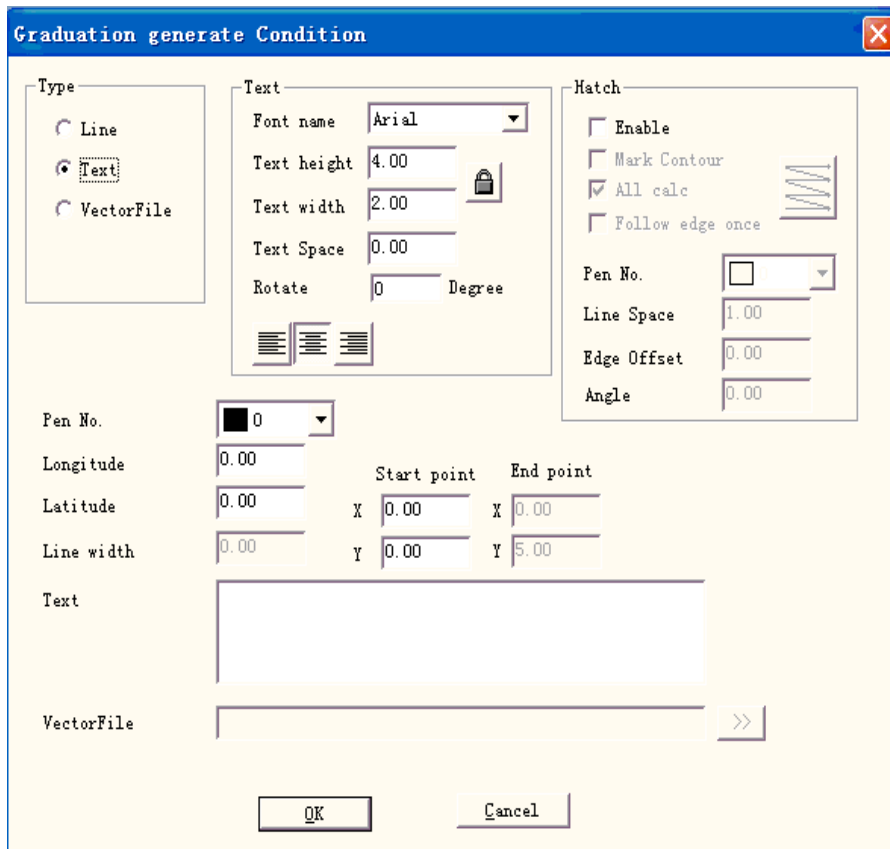 Graduation generate Condition
Type
Line
Text
VectorFile
Text
Font name Arial
Text height 4.00
Text width 2.00
Text Space 0.00
Rotate 0 Degree
Hatch
Enable
Mark Contour
All calc
Follow edge once
Pen No.
Line Space 1.00
Edge Offset 0.00
Angle 0.00
Pen No. 0
Longitude 0.00
Latitude 0.00
Line width 0.00
Start point End point
X 0.00 X 0.00
Y 0.00 Y 5.00
Text
VectorFile >>
OK Cancel